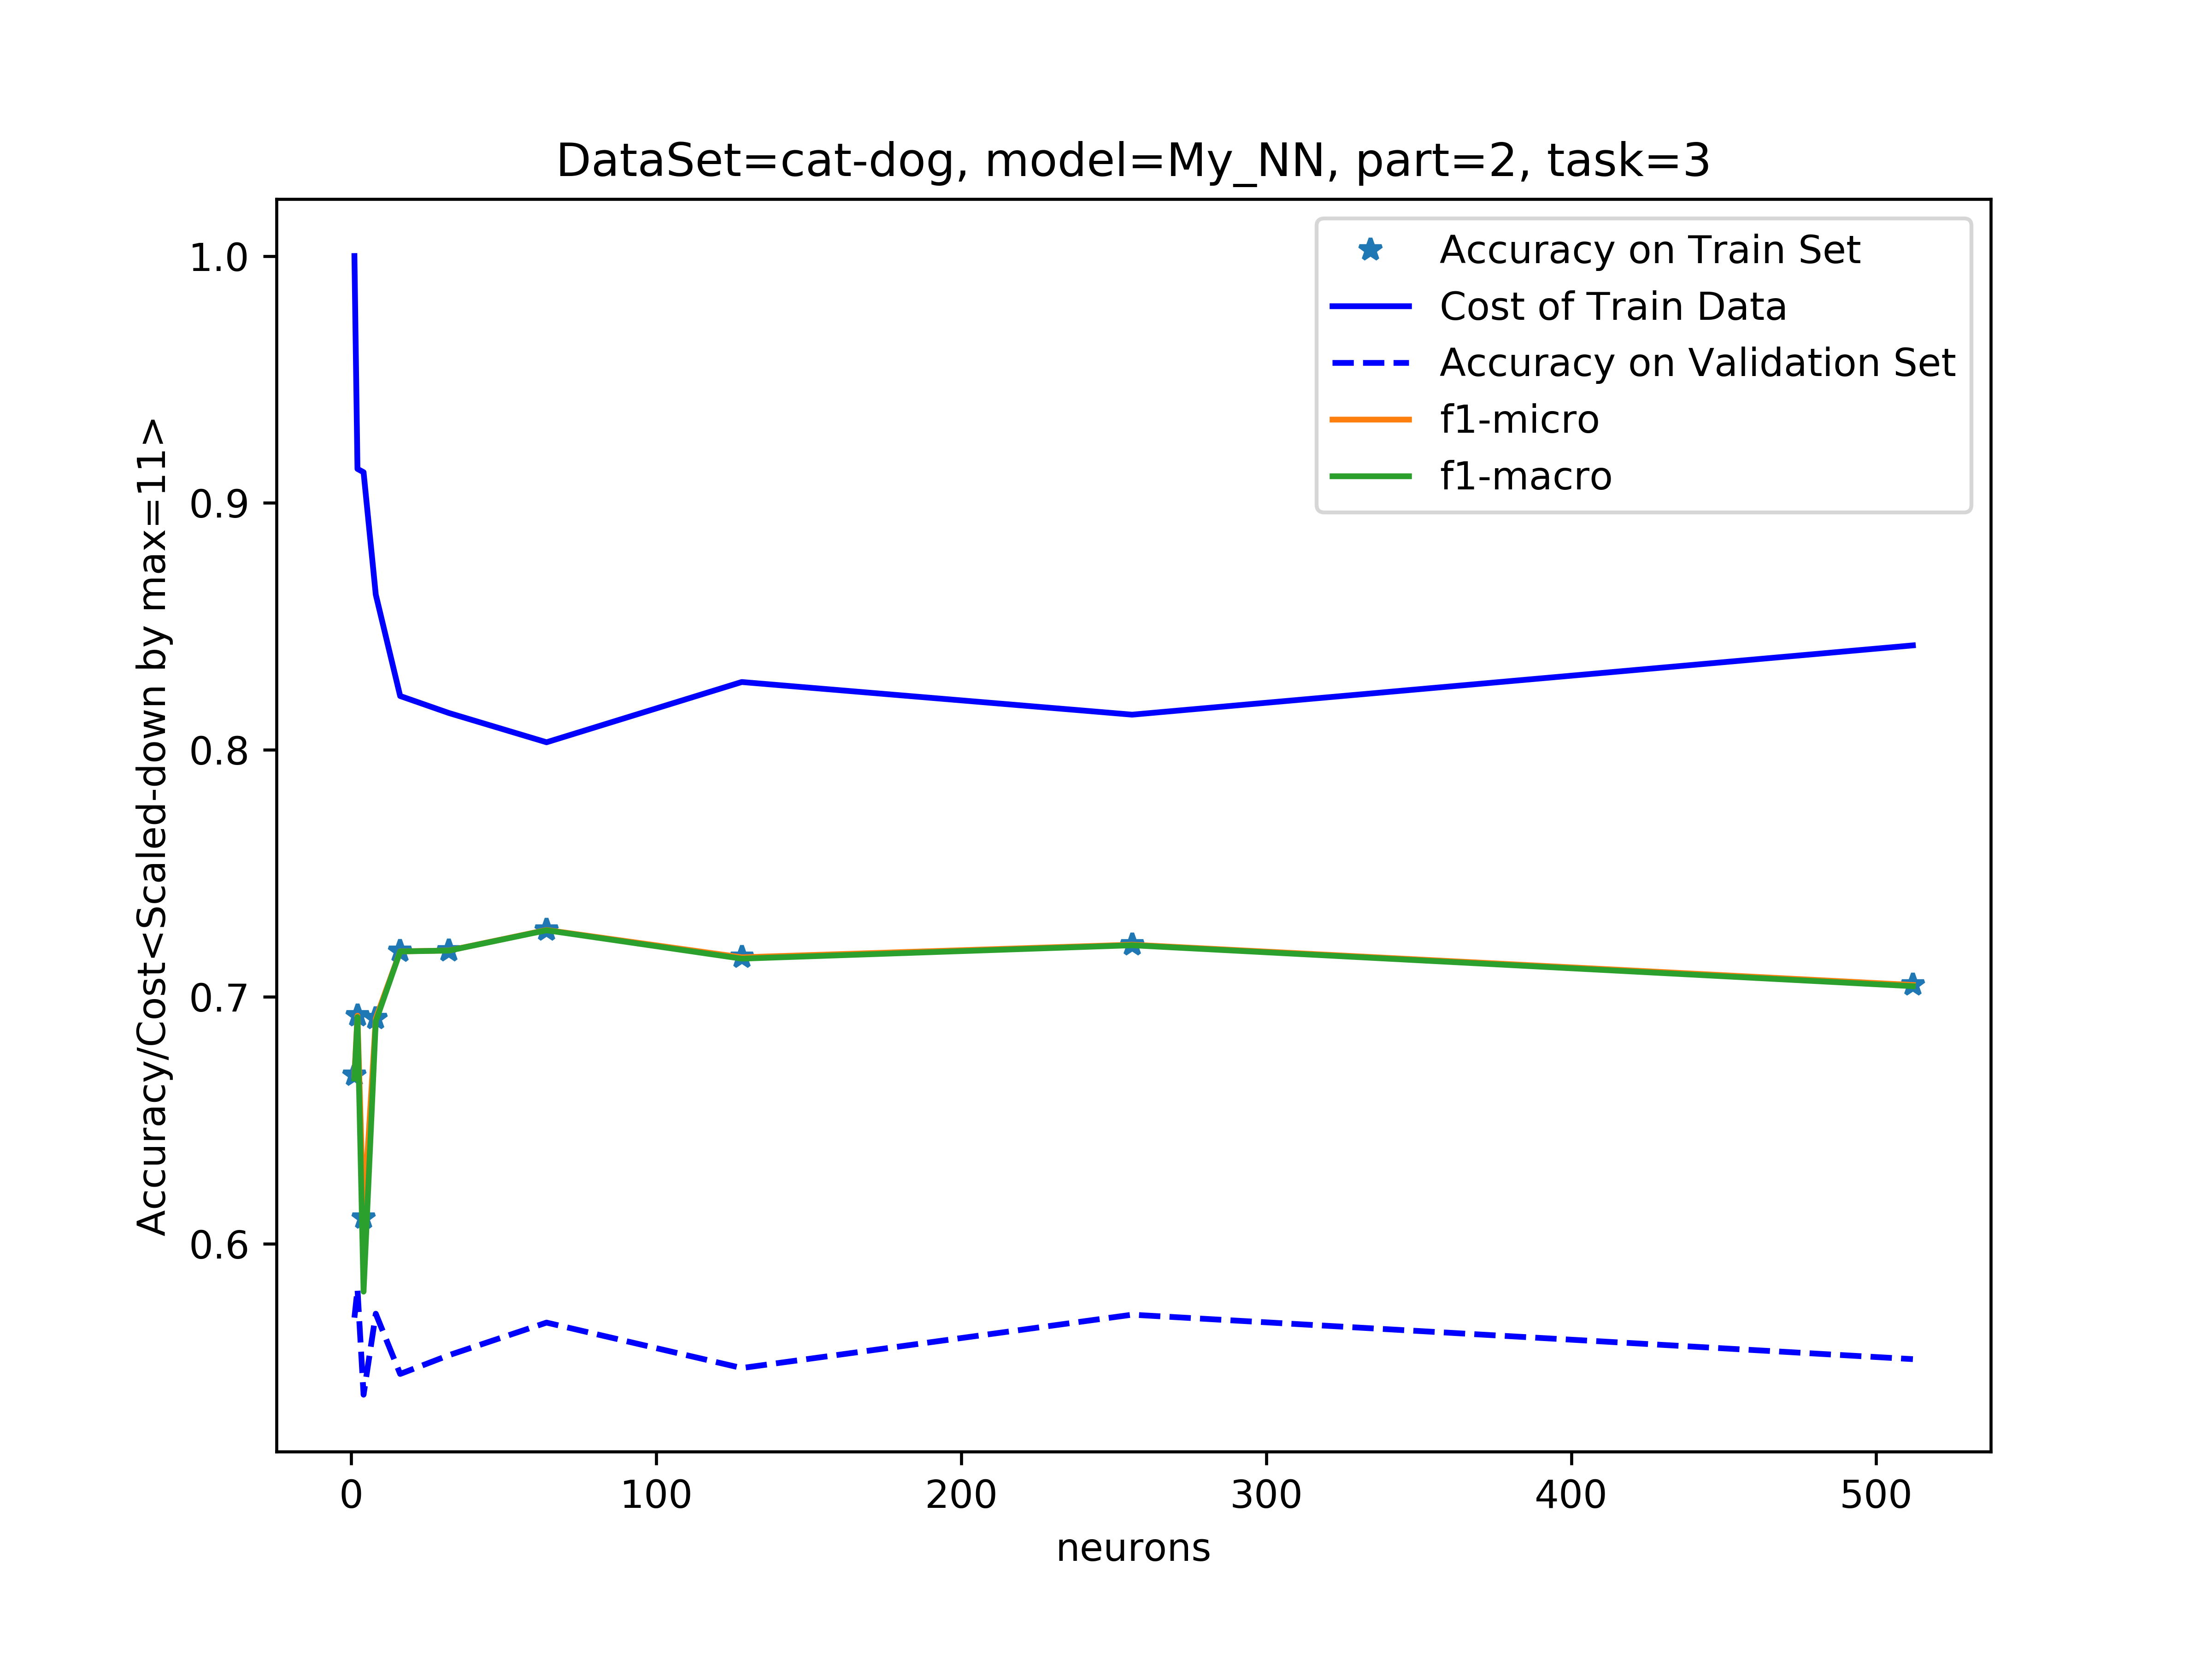 DataSet=cat-dog, model=My_NN, part=2, task=3
Accuracy on Train Set
Cost of Train Data
Accuracy on Validation Set
f1-micro
f1-macro
Accuracy/Cost<Scaled-down by max=11>
1.0
0.9
0.8
0.7
0.6
0 100 200 300 400 500
neurons